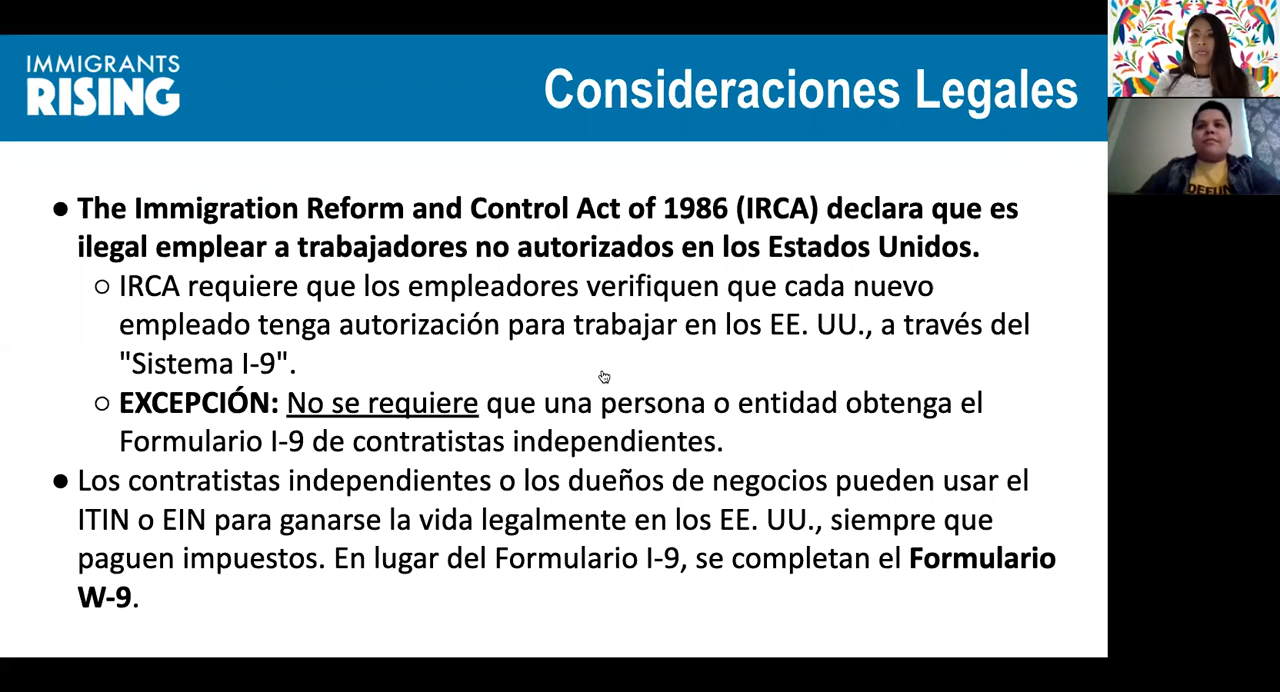 IMMIGRANTS
RISING
Consideraciones Legales
● The Immigration Reform and Control Act of 1986 (IRCA) declara que es
ilegal emplear a trabajadores no autorizados en los Estados Unidos.
○ IRCA requiere que los empleadores verifiquen que cada nuevo
empleado tenga autorización para trabajar en los EE. UU., a través del
"Sistema I-9".
○ EXCEPCIÓN: No se requiere que una persona o entidad obtenga el
Formulario I-9 de contratistas independientes.
● Los contratistas independientes o los dueños de negocios pueden usar el
ITIN o EIN para ganarse la vida legalmente en los EE. UU., siempre que
paguen impuestos. En lugar del Formulario I-9, se completan el Formulario
W-9.